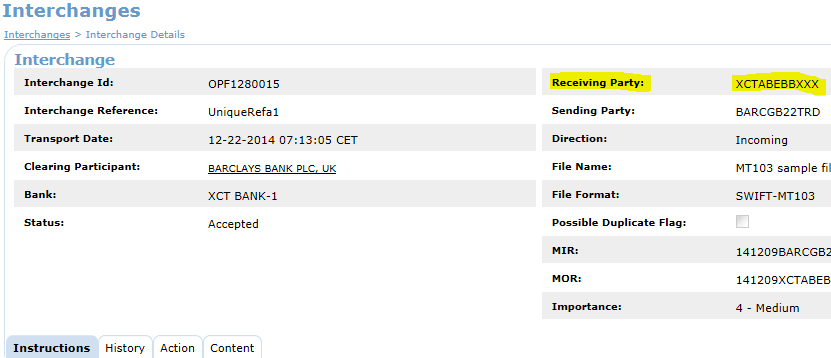 Interchanges
Interchanges > Interchange Details
Interchange
Interchange Id: OPF1280015
Receiving Party: XCTABEBBXXX
Interchange Reference: UniqueRefa1
Sending Party: BARCGB22TRD
Transport Date: 12-22-2014 07:13:05 CET
Direction: Incoming
Clearing Participant: BARCLAYS BANK PLC, UK
File Name: MT103 sample fil
Bank: XCT BANK-1
File Format: SWIFT-MT103
Status: Accepted
Possible Duplicate Flag:
MIR: 141209BARCGB2
MOR: 141209XCTABEB
Importance: 4 - Medium
Instructions History Action Content